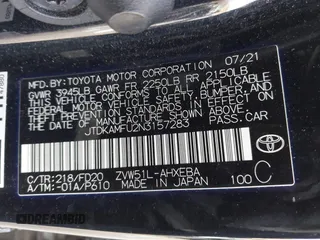 MFD. BY: TOYOTA MOTOR CORPORATION 07/21
GVWR 3945LB GAWR FR 2250LB RR 2150LB
THIS VEHICLE CONFORMS TO ALL APPLICABLE
FEDERAL MOTOR VEHICLE SAFETY, BUMPER,
AND THEFT PREVENTION STANDARDS IN
EFFECT ON THE DATE OF MANUFACTURE
SHOWN ABOVE.
JTDKAMFU2N3157283
PASS. CAR
C/TR:218/FD20 ZVW51L-AHXEBA
A/TM:-01A/P610 MADE IN JAPAN 100 C
TOYOTA
DREAMBID